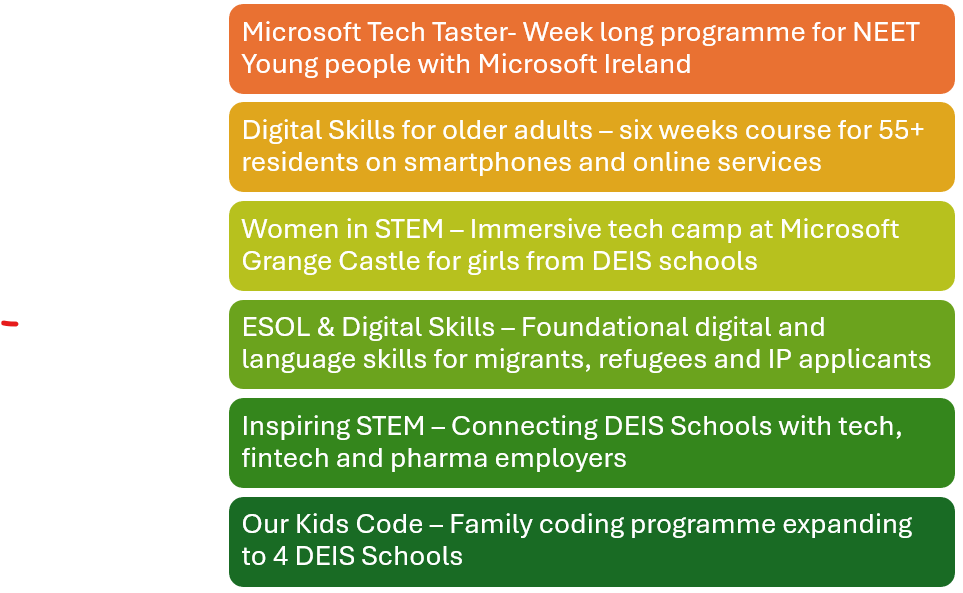 Microsoft Tech Taster- Week long programme for NEET
Young people with Microsoft Ireland
Digital Skills for older adults – six weeks course for 55+
residents on smartphones and online services
Women in STEM – Immersive tech camp at Microsoft
Grange Castle for girls from DEIS schools
ESOL & Digital Skills – Foundational digital and
language skills for migrants, refugees and IP applicants
Inspiring STEM – Connecting DEIS Schools with tech,
fintech and pharma employers
Our Kids Code – Family coding programme expanding
to 4 DEIS Schools